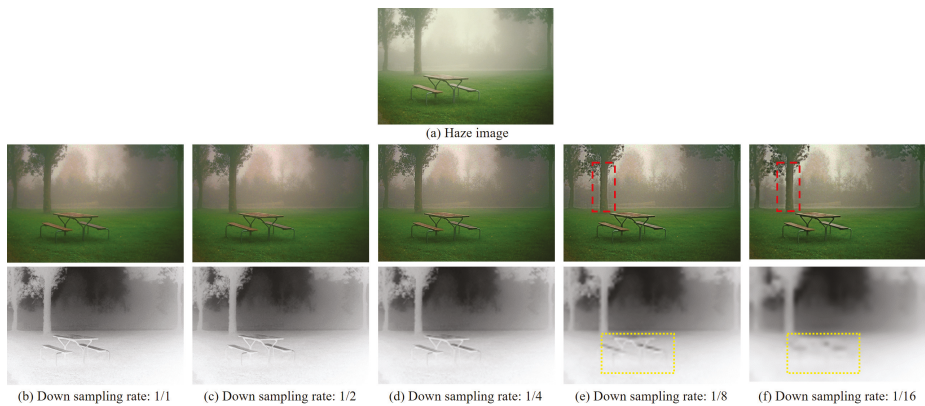 (a) Haze image
(b) Down sampling rate: 1/1
(c) Down sampling rate: 1/2
(d) Down sampling rate: 1/4
(e) Down sampling rate: 1/8
(f) Down sampling rate: 1/16